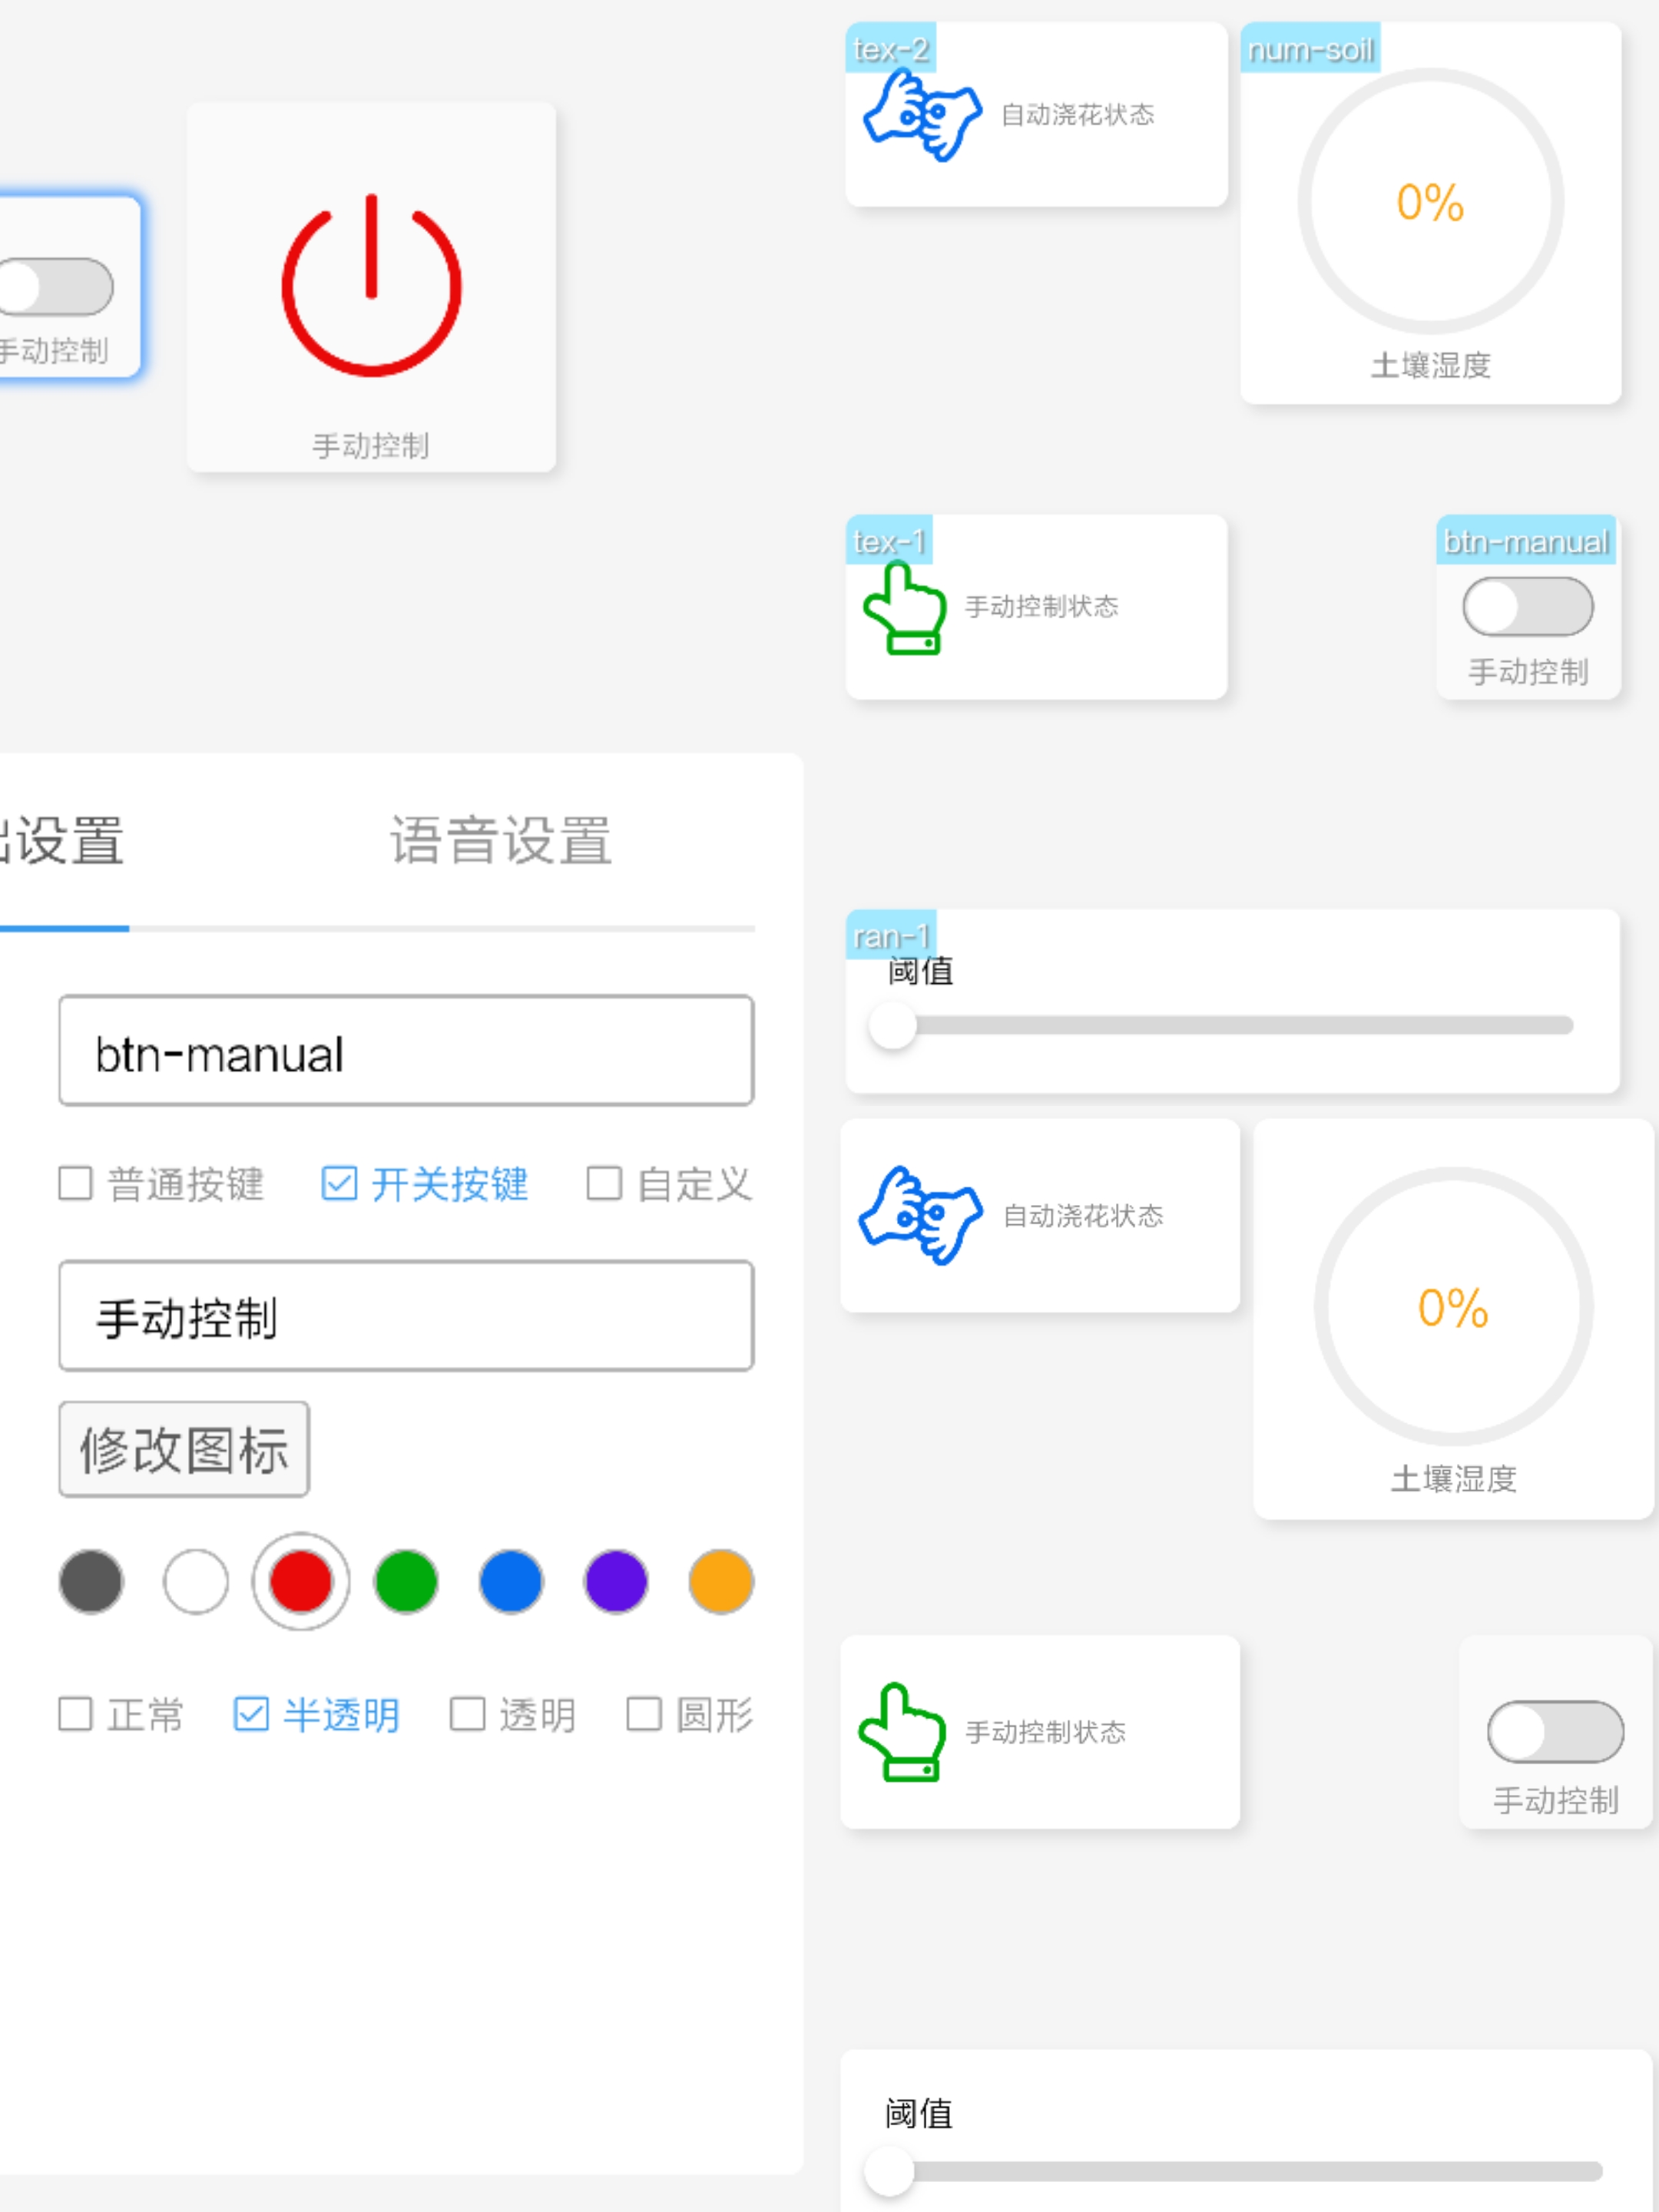 手动控制
手动控制
设置
语音设置
btn-manual
普通按键 开关按键 自定义
手动控制
修改图标
正常 半透明 透明 圆形
tex-2
自动浇花状态
num-soil
0%
土壤湿度
tex-1
手动控制状态
btn-manual
手动控制
ran-1
阈值
自动浇花状态
0%
土壤湿度
手动控制状态
手动控制
阈值